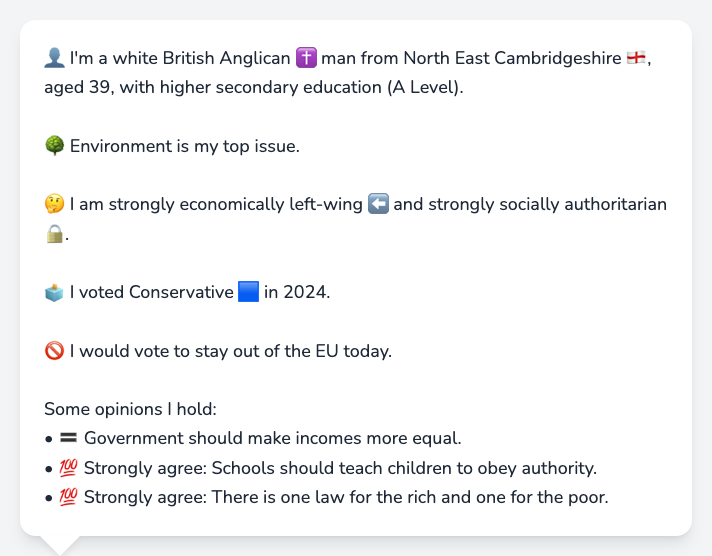 👤 I'm a white British Anglican ✝️ man from North East Cambridgeshire 🏴󠁧󠁢󠁥󠁮󠁧󠁿,
aged 39, with higher secondary education (A Level).
🌳 Environment is my top issue.
🤔 I am strongly economically left-wing ⬅️ and strongly socially authoritarian
🔒.
🗳️ I voted Conservative 🟦 in 2024.
🚫 I would vote to stay out of the EU today.
Some opinions I hold:
• 🟰 Government should make incomes more equal.
• 💯 Strongly agree: Schools should teach children to obey authority.
• 💯 Strongly agree: There is one law for the rich and one for the poor.